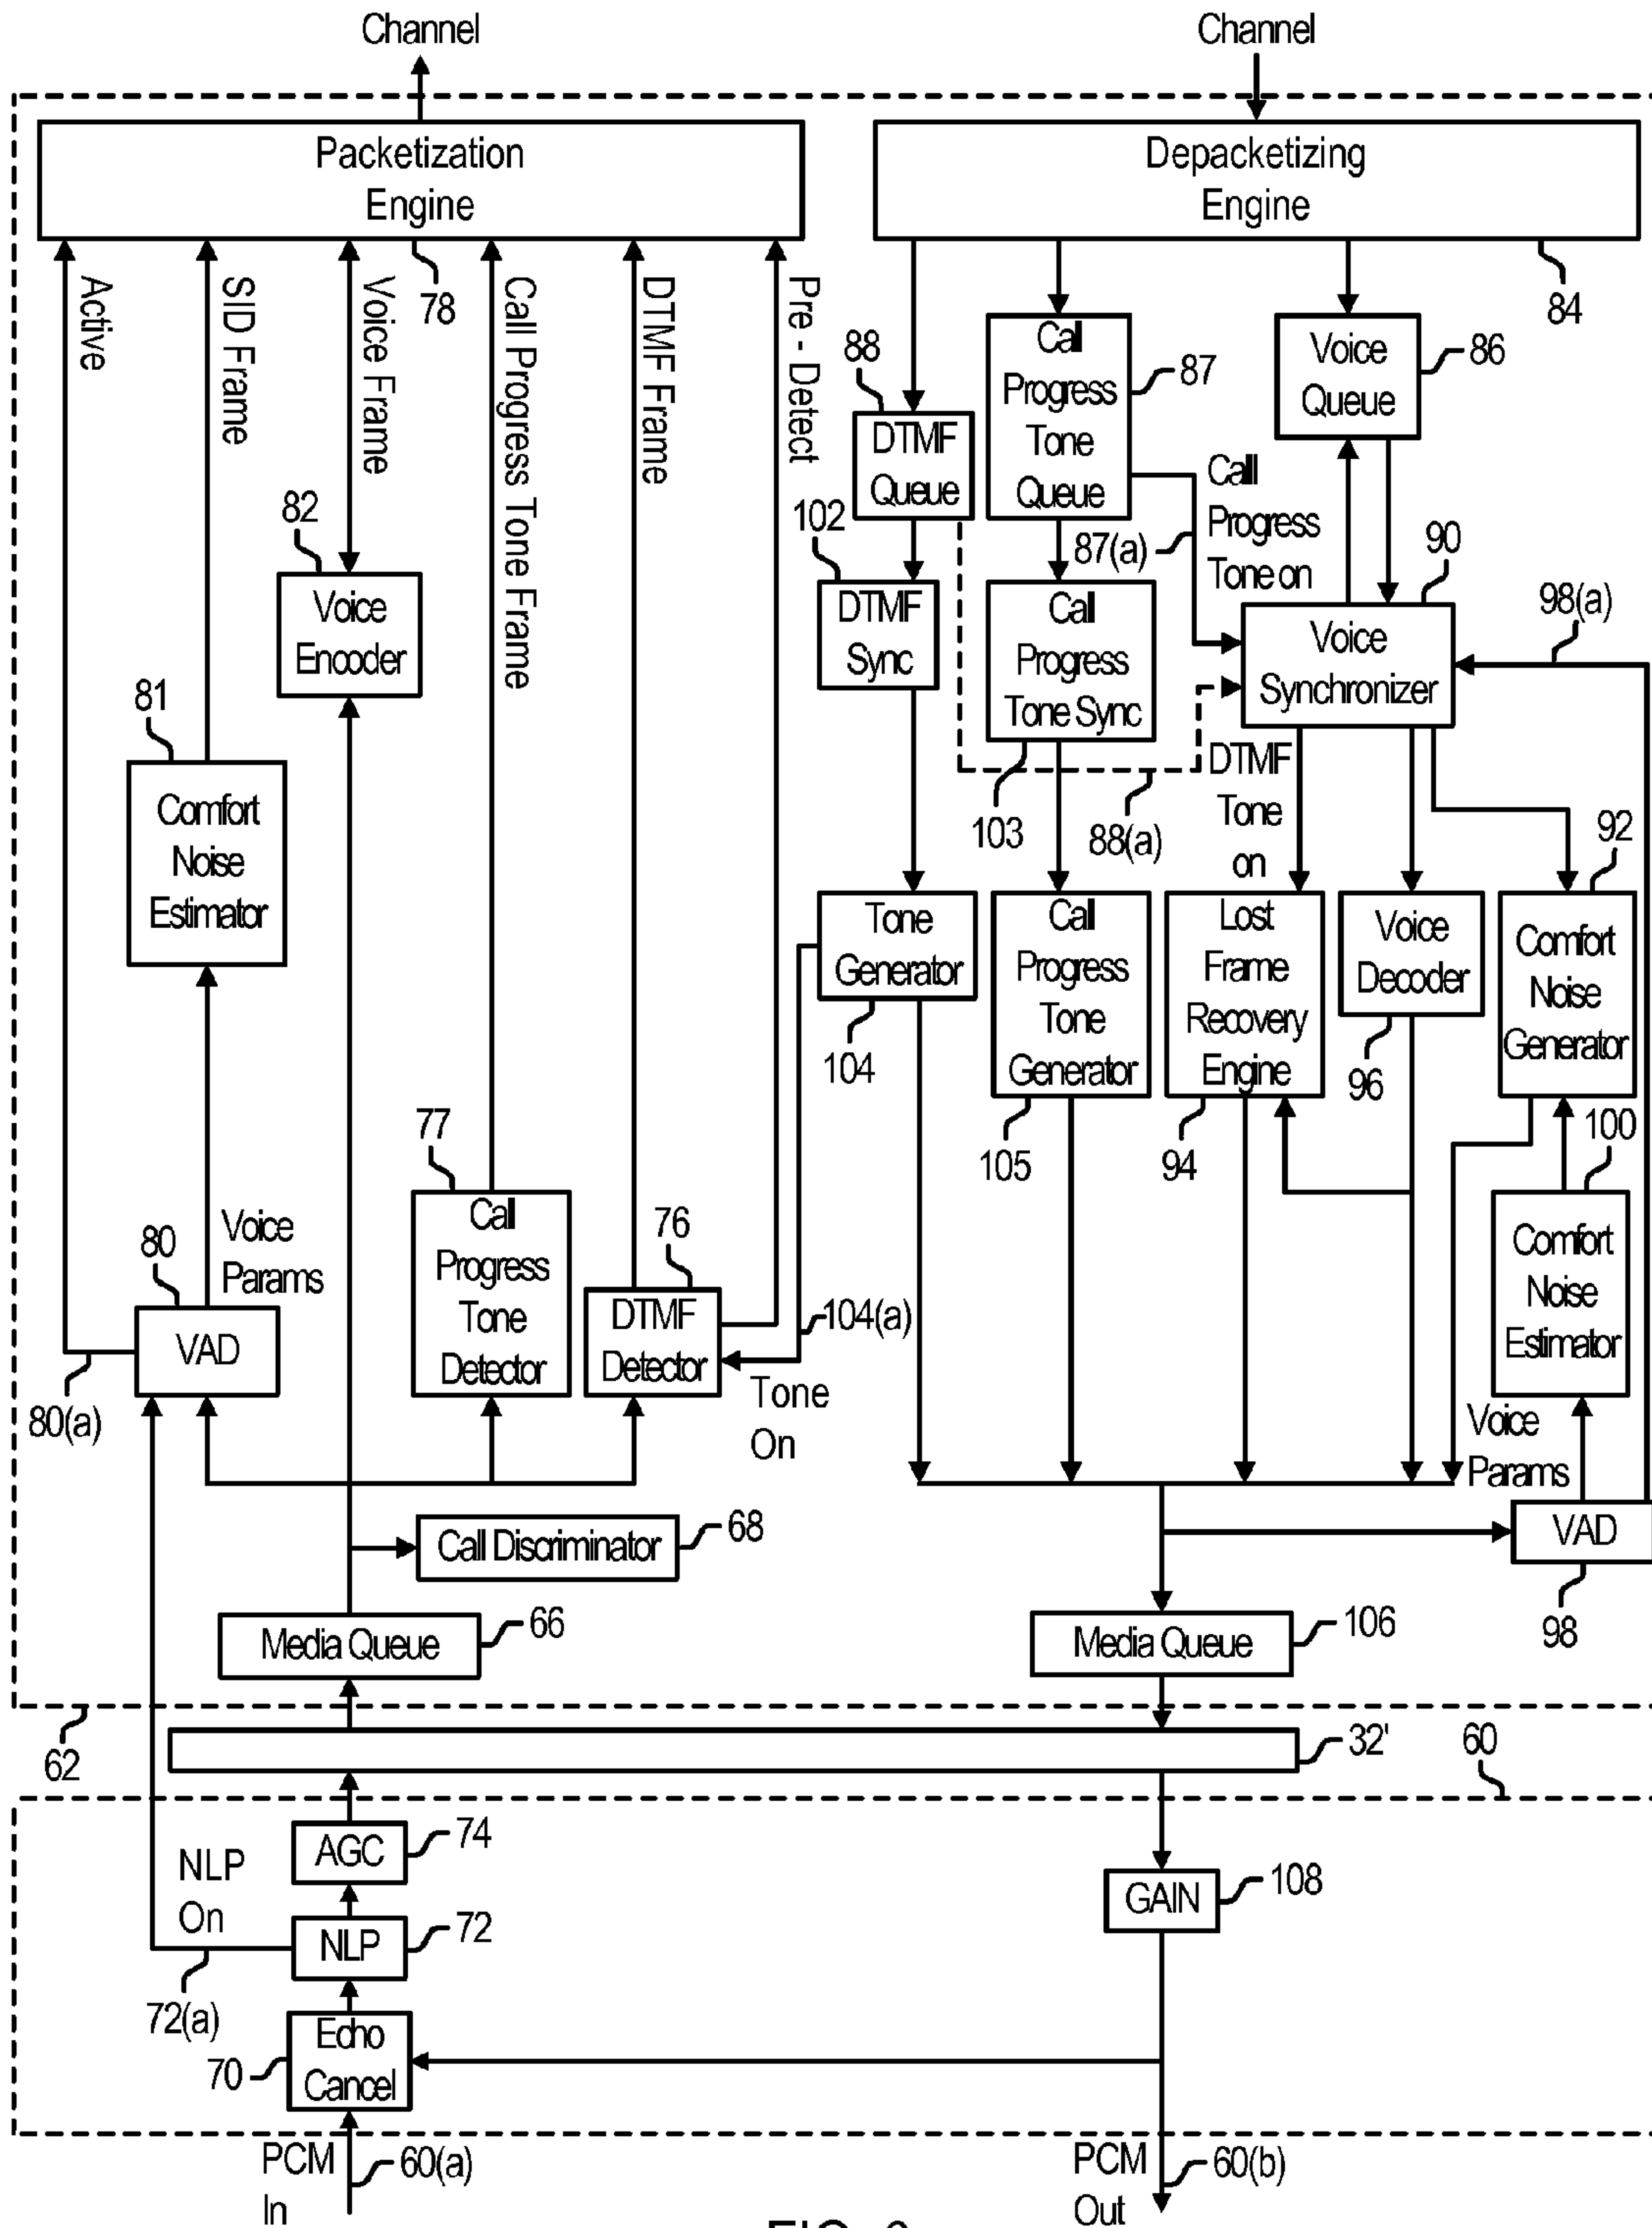 Channel
Channel
Packetization
Engine
Depacketizing
Engine
Active
SID Frame
Voice Frame
78
Call Progress Tone Frame
DTMF Frame
Pre - Detect
84
88
Call
Progress
Tone
Queue
87
Voice
Queue
86
DTMF
Queue
Call
Progress
Tone on
87(a)
82
102
90
Voice
Encoder
DTMF
Sync
Call
Progress
Tone Sync
Voice
Synchronizer
98(a)
81
Comfort
Noise
Estimator
103
88(a)
DTMF
Tone
on
92
Tone
Generator
104
Call
Progress
Tone
Generator
105
Lost
Frame
Recovery
Engine
94
Voice
Decoder
96
Comfort
Noise
Generator
100
77
Call
Progress
Tone
Detector
76
DTMF
Detector
104(a)
Tone
On
80
Voice
Params
VAD
80(a)
Comfort
Noise
Estimator
Voice
Params
Call Discriminator
68
VAD
98
Media Queue
66
Media Queue
106
62
32'
60
AGC
74
NLP
On
NLP
72
72(a)
GAIN
108
Echo
Cancel
70
PCM
In
60(a)
PCM
Out
60(b)